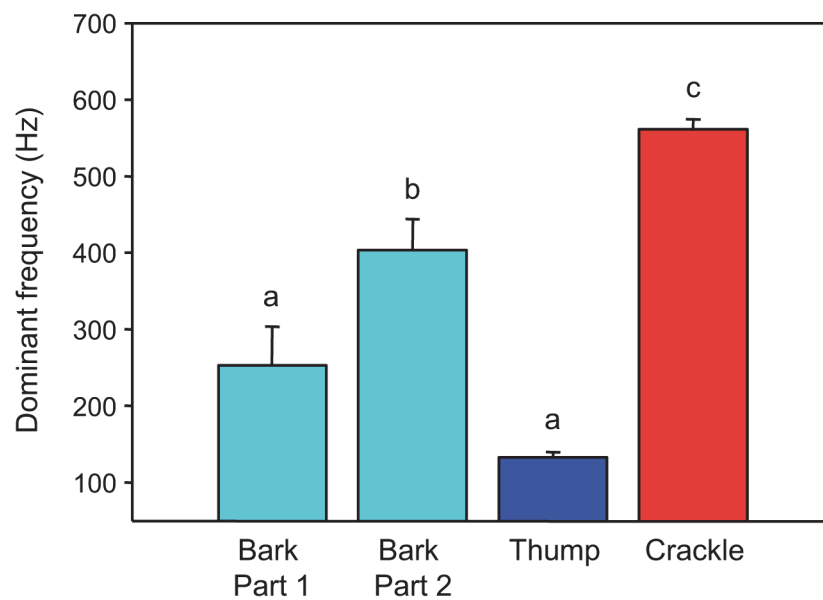 700
600
500
400
300
200
100
Dominant frequency (Hz)
a
b
a
c
Bark Part 1
Bark Part 2
Thump
Crackle